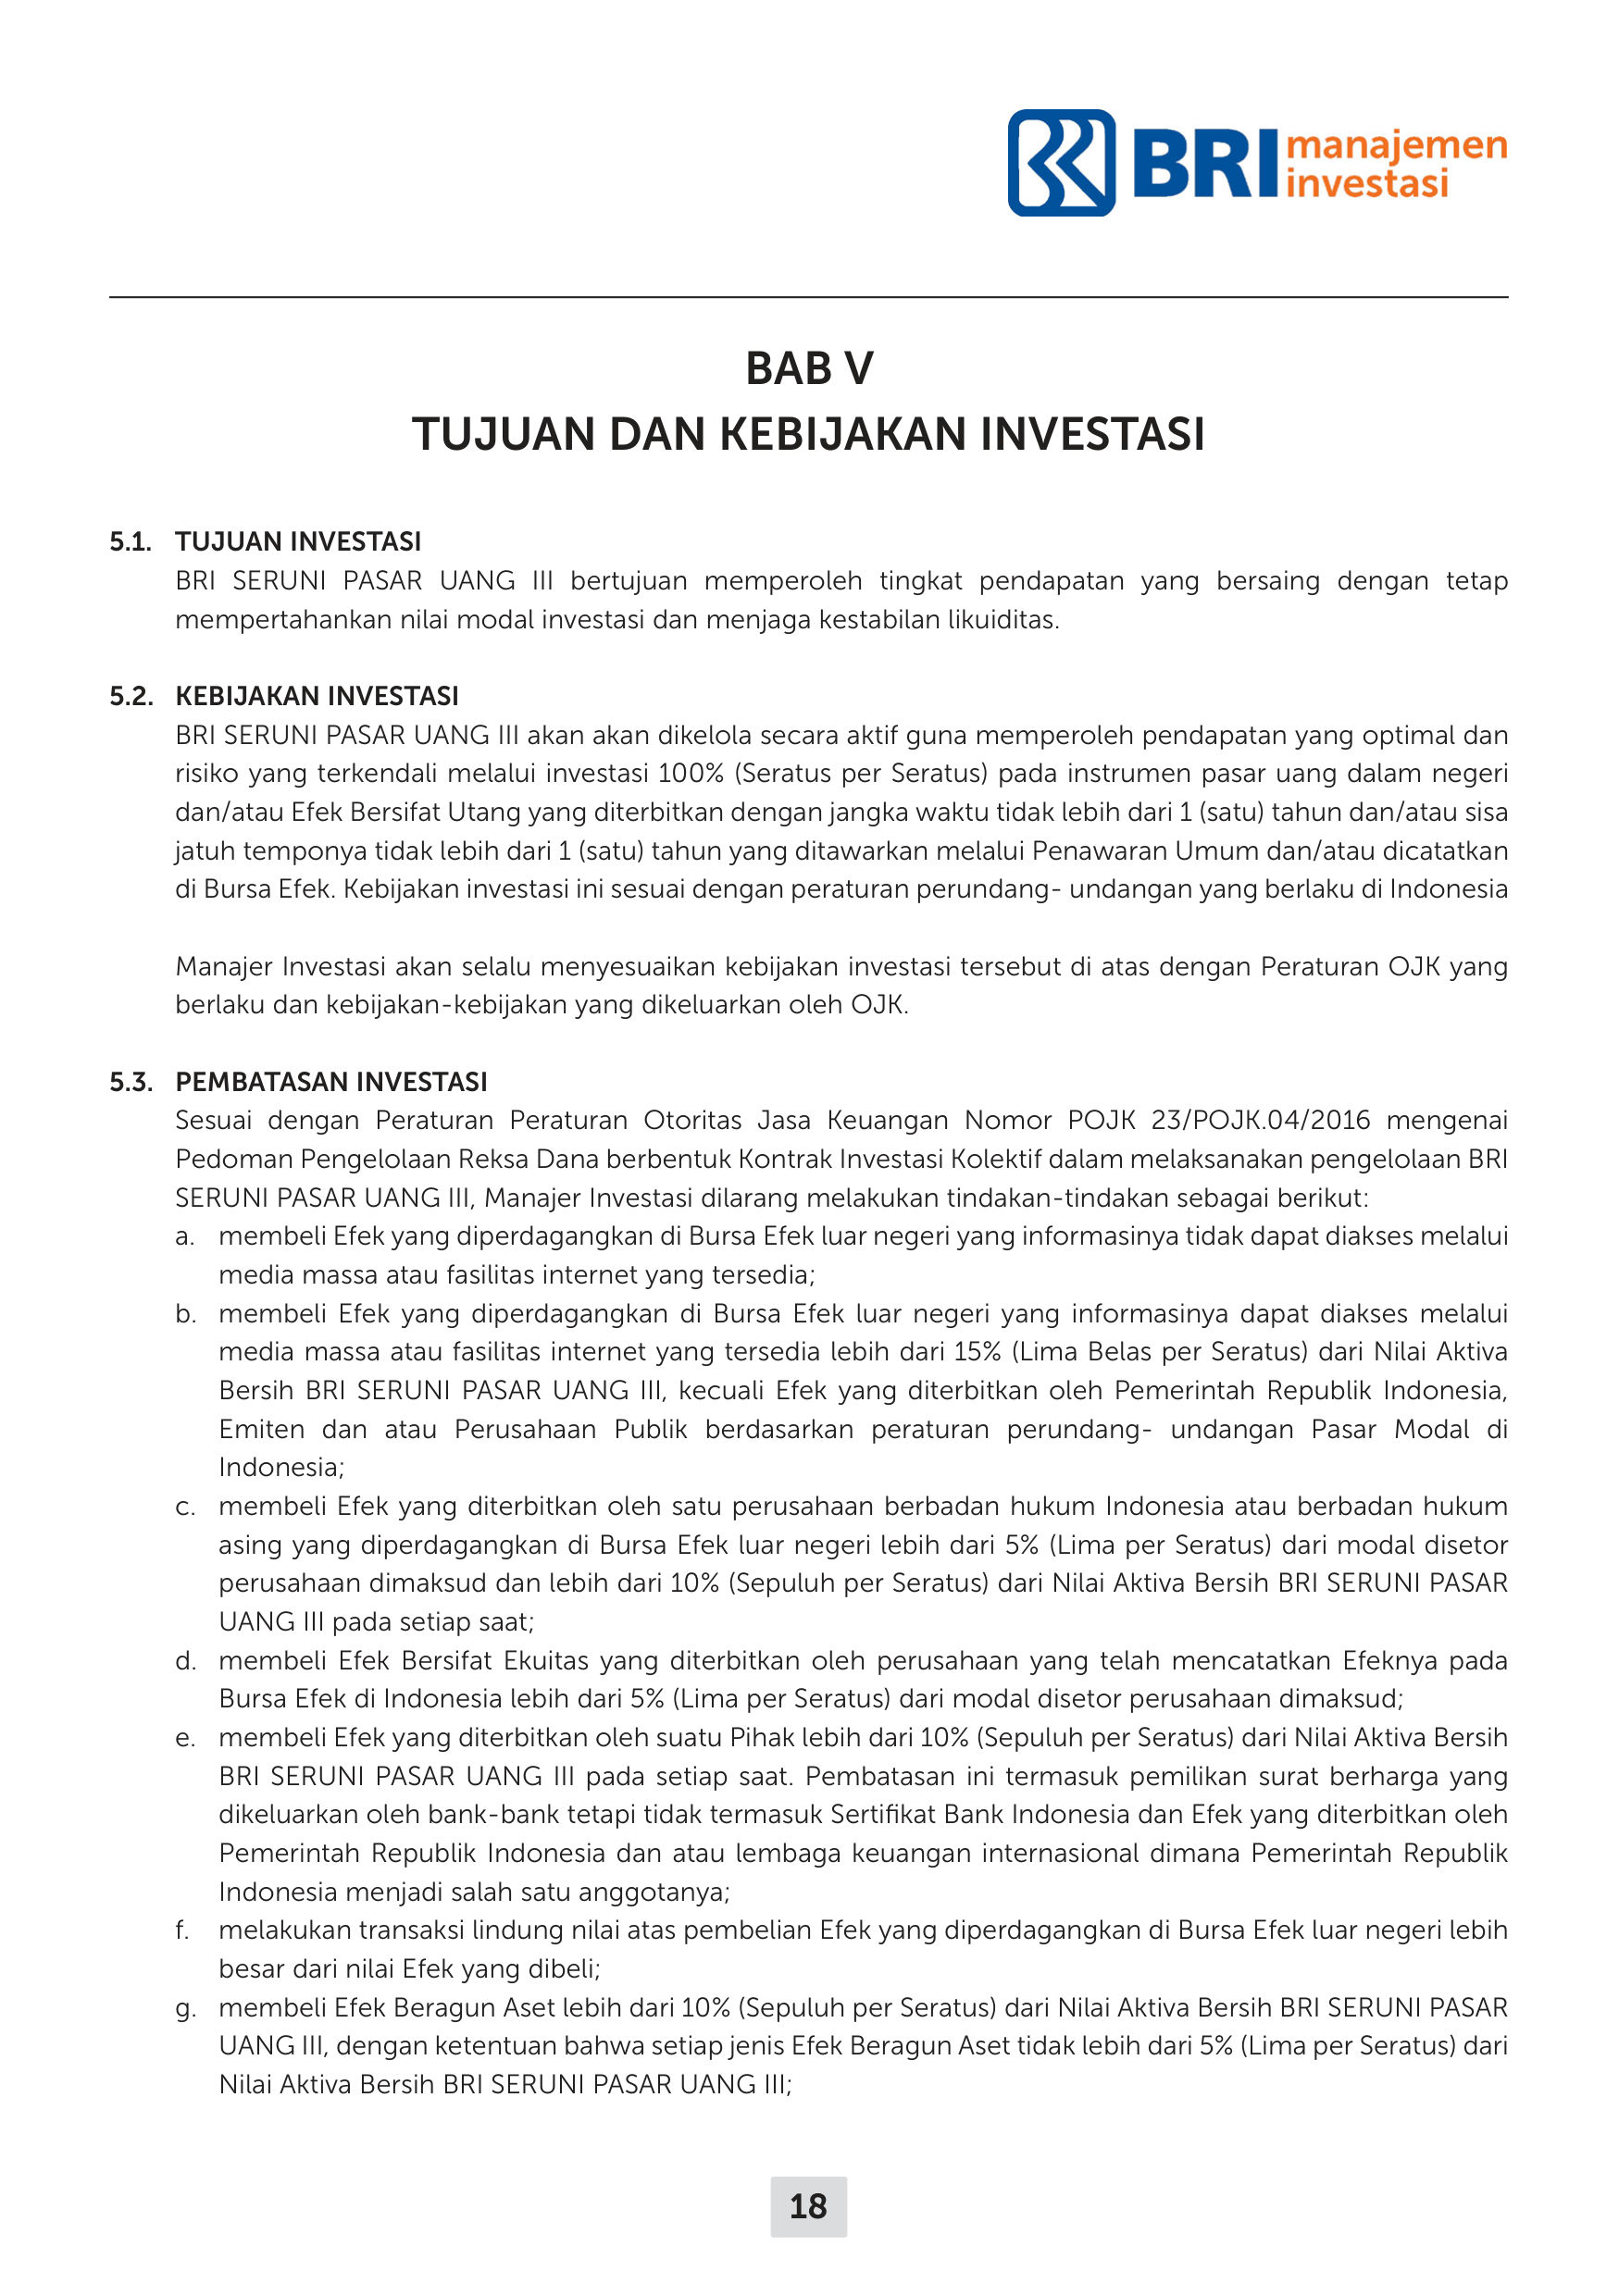 BRI manajemen
investasi
BAB V
TUJUAN DAN KEBIJAKAN INVESTASI
5.1. TUJUAN INVESTASI
BRI SERUNI PASAR UANG III bertujuan memperoleh tingkat pendapatan yang bersaing dengan tetap
mempertahankan nilai modal investasi dan menjaga kestabilan likuiditas.
5.2. KEBIJAKAN INVESTASI
BRI SERUNI PASAR UANG III akan akan dikelola secara aktif guna memperoleh pendapatan yang optimal dan
risiko yang terkendali melalui investasi 100% (Seratus per Seratus) pada instrumen pasar uang dalam negeri
dan/atau Efek Bersifat Utang yang diterbitkan dengan jangka waktu tidak lebih dari 1 (satu) tahun dan/atau sisa
jatuh temponya tidak lebih dari 1 (satu) tahun yang ditawarkan melalui Penawaran Umum dan/atau dicatatkan
di Bursa Efek. Kebijakan investasi ini sesuai dengan peraturan perundang- undangan yang berlaku di Indonesia
Manajer Investasi akan selalu menyesuaikan kebijakan investasi tersebut di atas dengan Peraturan OJK yang
berlaku dan kebijakan-kebijakan yang dikeluarkan oleh OJK.
5.3. PEMBATASAN INVESTASI
Sesuai dengan Peraturan Peraturan Otoritas Jasa Keuangan Nomor POJK 23/POJK.04/2016 mengenai
Pedoman Pengelolaan Reksa Dana berbentuk Kontrak Investasi Kolektif dalam melaksanakan pengelolaan BRI
SERUNI PASAR UANG III, Manajer Investasi dilarang melakukan tindakan-tindakan sebagai berikut:
a. membeli Efek yang diperdagangkan di Bursa Efek luar negeri yang informasinya tidak dapat diakses melalui
media massa atau fasilitas internet yang tersedia;
b. membeli Efek yang diperdagangkan di Bursa Efek luar negeri yang informasinya dapat diakses melalui
media massa atau fasilitas internet yang tersedia lebih dari 15% (Lima Belas per Seratus) dari Nilai Aktiva
Bersih BRI SERUNI PASAR UANG III, kecuali Efek yang diterbitkan oleh Pemerintah Republik Indonesia,
Emiten dan atau Perusahaan Publik berdasarkan peraturan perundang- undangan Pasar Modal di
Indonesia;
c. membeli Efek yang diterbitkan oleh satu perusahaan berbadan hukum Indonesia atau berbadan hukum
asing yang diperdagangkan di Bursa Efek luar negeri lebih dari 5% (Lima per Seratus) dari modal disetor
perusahaan dimaksud dan lebih dari 10% (Sepuluh per Seratus) dari Nilai Aktiva Bersih BRI SERUNI PASAR
UANG III pada setiap saat;
d. membeli Efek Bersifat Ekuitas yang diterbitkan oleh perusahaan yang telah mencatatkan Efeknya pada
Bursa Efek di Indonesia lebih dari 5% (Lima per Seratus) dari modal disetor perusahaan dimaksud;
e. membeli Efek yang diterbitkan oleh suatu Pihak lebih dari 10% (Sepuluh per Seratus) dari Nilai Aktiva Bersih
BRI SERUNI PASAR UANG III pada setiap saat. Pembatasan ini termasuk pemilikan surat berharga yang
dikeluarkan oleh bank-bank tetapi tidak termasuk Sertifikat Bank Indonesia dan Efek yang diterbitkan oleh
Pemerintah Republik Indonesia dan atau lembaga keuangan internasional dimana Pemerintah Republik
Indonesia menjadi salah satu anggotanya;
f. melakukan transaksi lindung nilai atas pembelian Efek yang diperdagangkan di Bursa Efek luar negeri lebih
besar dari nilai Efek yang dibeli;
g. membeli Efek Beragun Aset lebih dari 10% (Sepuluh per Seratus) dari Nilai Aktiva Bersih BRI SERUNI PASAR
UANG III, dengan ketentuan bahwa setiap jenis Efek Beragun Aset tidak lebih dari 5% (Lima per Seratus) dari
Nilai Aktiva Bersih BRI SERUNI PASAR UANG III;
18